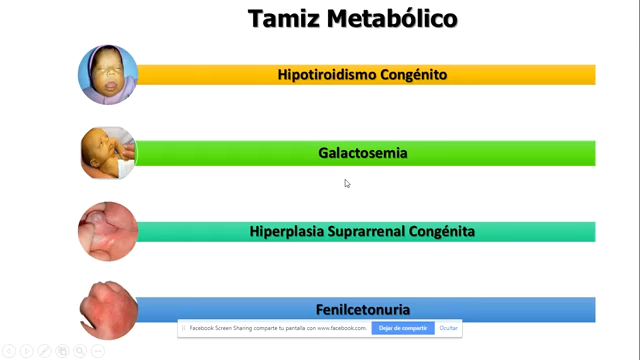 Tamiz Metabólico
Hipotiroidismo Congénito
Galactosemia
Hiperplasia Suprarrenal Congénita
Fenilcetonuria
Facebook Screen Sharing comparte tu pantalla con www.facebook.com.
Dejar de compartir
Ocultar